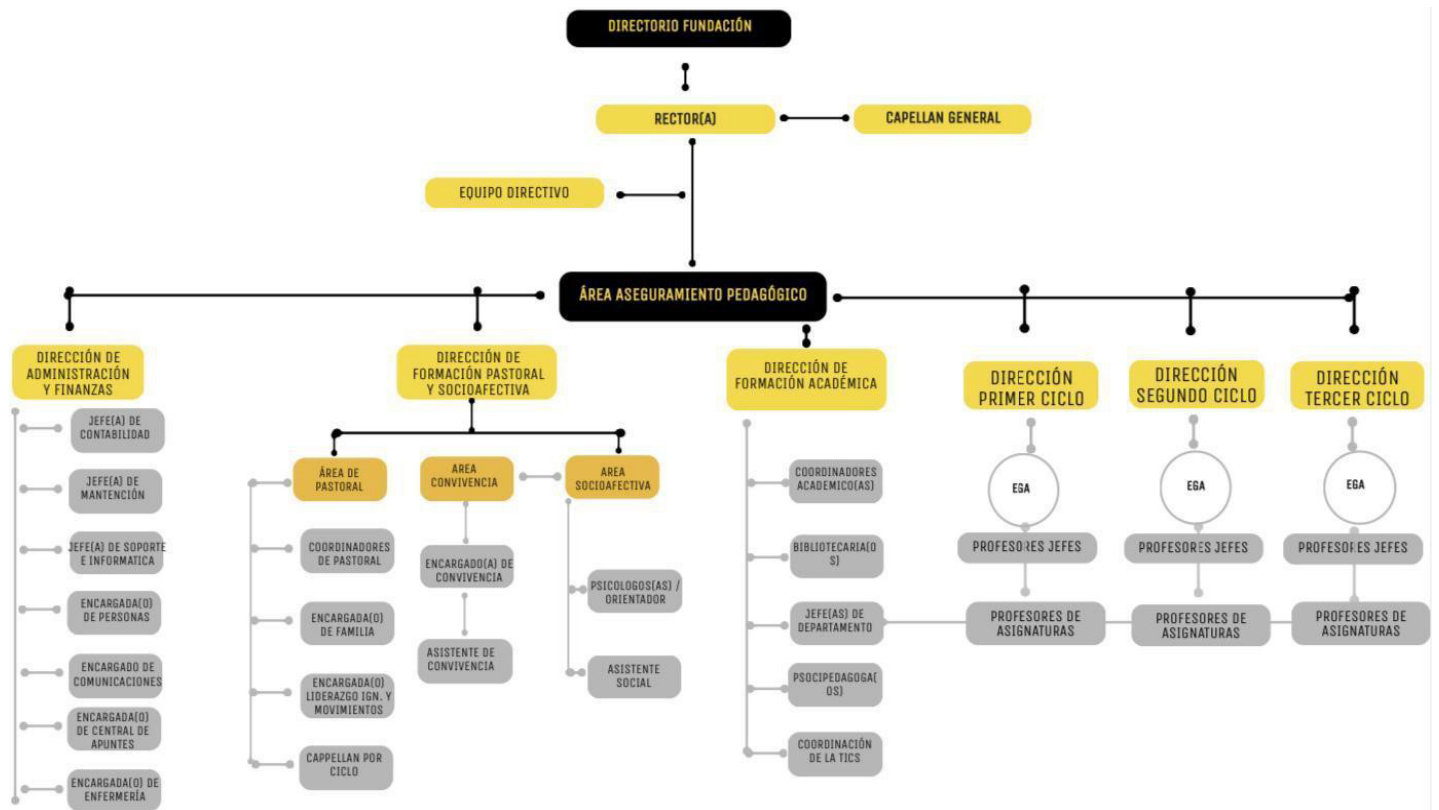 DIRECTORIO FUNDACIÓN
RECTOR(A)
CAPELLAN GENERAL
EQUIPO DIRECTIVO
ÁREA ASEGURAMIENTO PEDAGÓGICO
DIRECCIÓN DE
ADMINISTRACIÓN
Y FINANZAS
JEFE(A) DE
CONTABILIDAD
JEFE(A) DE
MANTENCIÓN
JEFE(A) DE SOPORTE
E INFORMATICA
ENCARGADA(O)
DE PERSONAS
ENCARGADO DE
COMUNICACIONES
ENCARGADA(O)
DE CENTRAL DE
APUNTES
ENCARGADA(O) DE
ENFERMERÍA
DIRECCIÓN DE
FORMACIÓN PASTORAL
Y SOCIOAFECTIVA
ÁREA DE
PASTORAL
COORDINADORES
DE PASTORAL
ENCARGADA(O)
DE FAMILIA
ENCARGADA(O)
LIDERAZGO IGN. Y
MOVIMIENTOS
CAPPELLAN POR
CICLO
AREA
CONVIVENCIA
ENCARGADO(A) DE
CONVIVENCIA
ASISTENTE DE
CONVIVENCIA
AREA
SOCIOAFECTIVA
PSICOLOGOS(AS) /
ORIENTADOR
ASISTENTE
SOCIAL
DIRECCIÓN DE
FORMACIÓN ACADÉMICA
COORDINADORES
ACADEMICO(AS)
BIBLIOTECARIA(O
S)
JEFE(AS) DE
DEPARTAMENTO
PSOCIPEDAGOGA(
OS)
COORDINACIÓN
DE LA TICS
DIRECCIÓN
PRIMER CICLO
EGA
PROFESORES JEFES
PROFESORES DE
ASIGNATURAS
DIRECCIÓN
SEGUNDO CICLO
EGA
PROFESORES JEFES
PROFESORES DE
ASIGNATURAS
DIRECCIÓN
TERCER CICLO
EGA
PROFESORES JEFES
PROFESORES DE
ASIGNATURAS